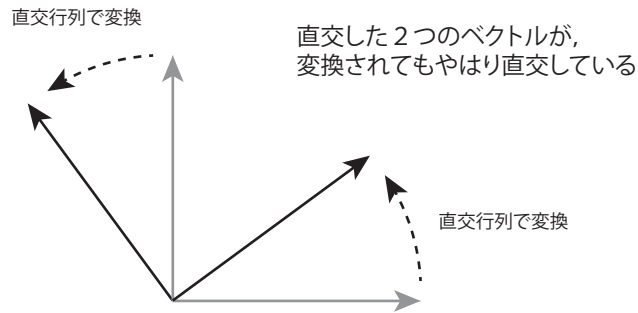 直交行列で変換
直交した2つのベクトルが,
変換されてもやはり直交している
直交行列で変換